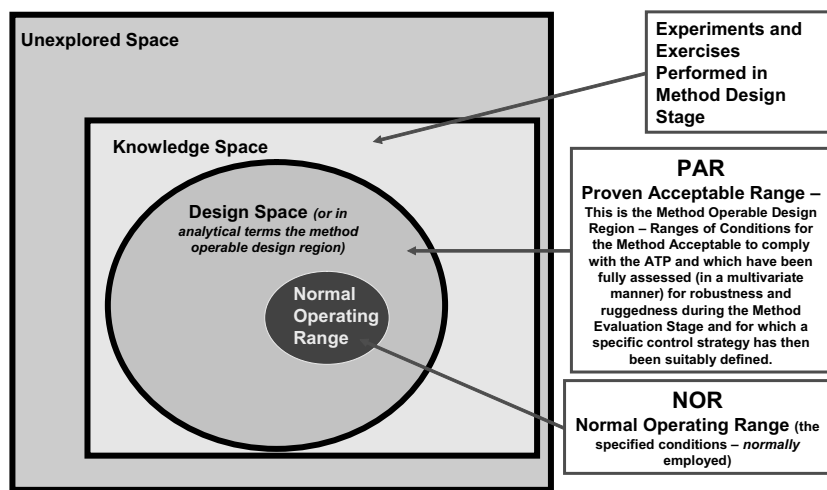 Unexplored Space
Knowledge Space
Design Space (or in
analytical terms the method
operable design region)
Normal
Operating
Range
Experiments and
Exercises
Performed in
Method Design
Stage
PAR
Proven Acceptable Range –
This is the Method Operable Design
Region – Ranges of Conditions for
the Method Acceptable to comply
with the ATP and which have been
fully assessed (in a multivariate
manner) for robustness and
ruggedness during the Method
Evaluation Stage and for which a
specific control strategy has then
been suitably defined.
NOR
Normal Operating Range (the
specified conditions – normally
employed)